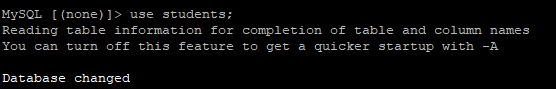 MySQL [(none)]> use students;
Reading table information for completion of table and column names
You can turn off this feature to get a quicker startup with -A
Database changed